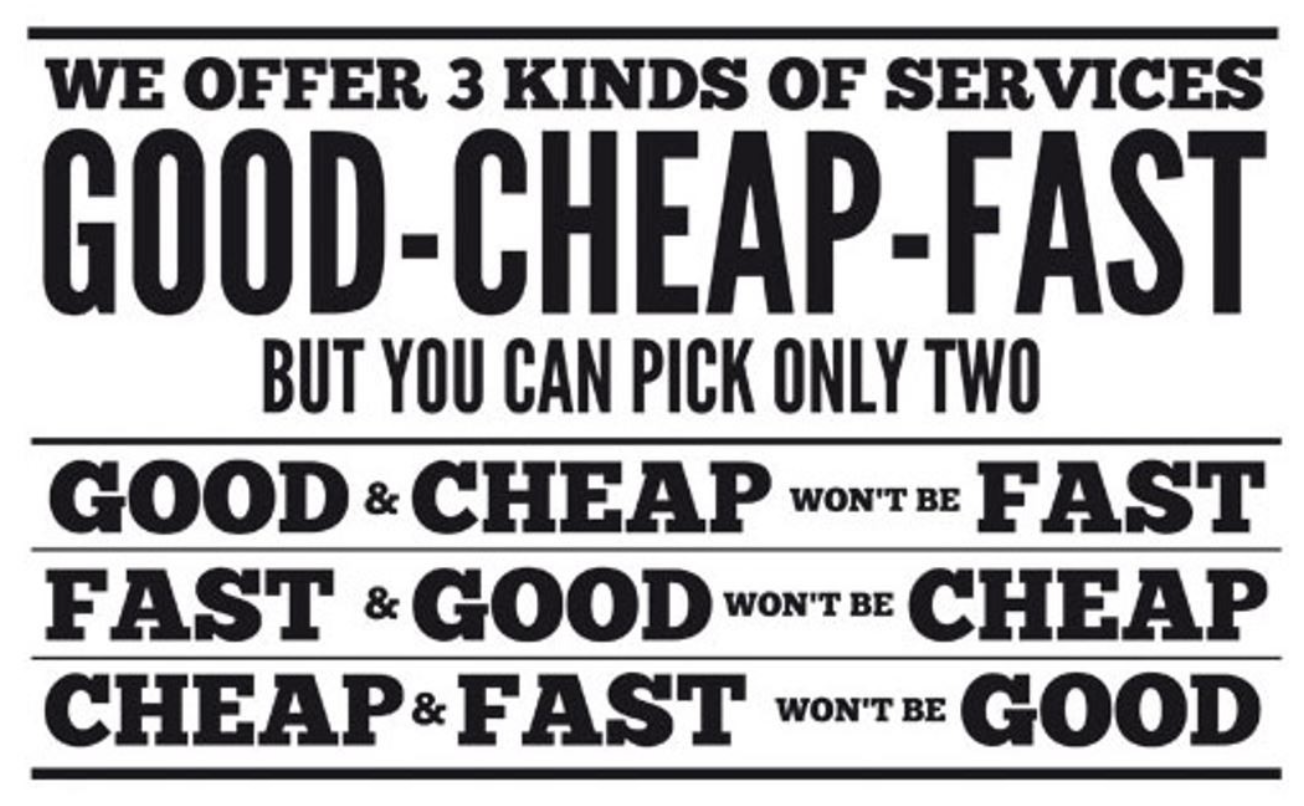 WE OFFER 3 KINDS OF SERVICES
GOOD-CHEAP-FAST
BUT YOU CAN PICK ONLY TWO
GOOD & CHEAP WON'T BE FAST
FAST & GOOD WON'T BE CHEAP
CHEAP & FAST WON'T BE GOOD